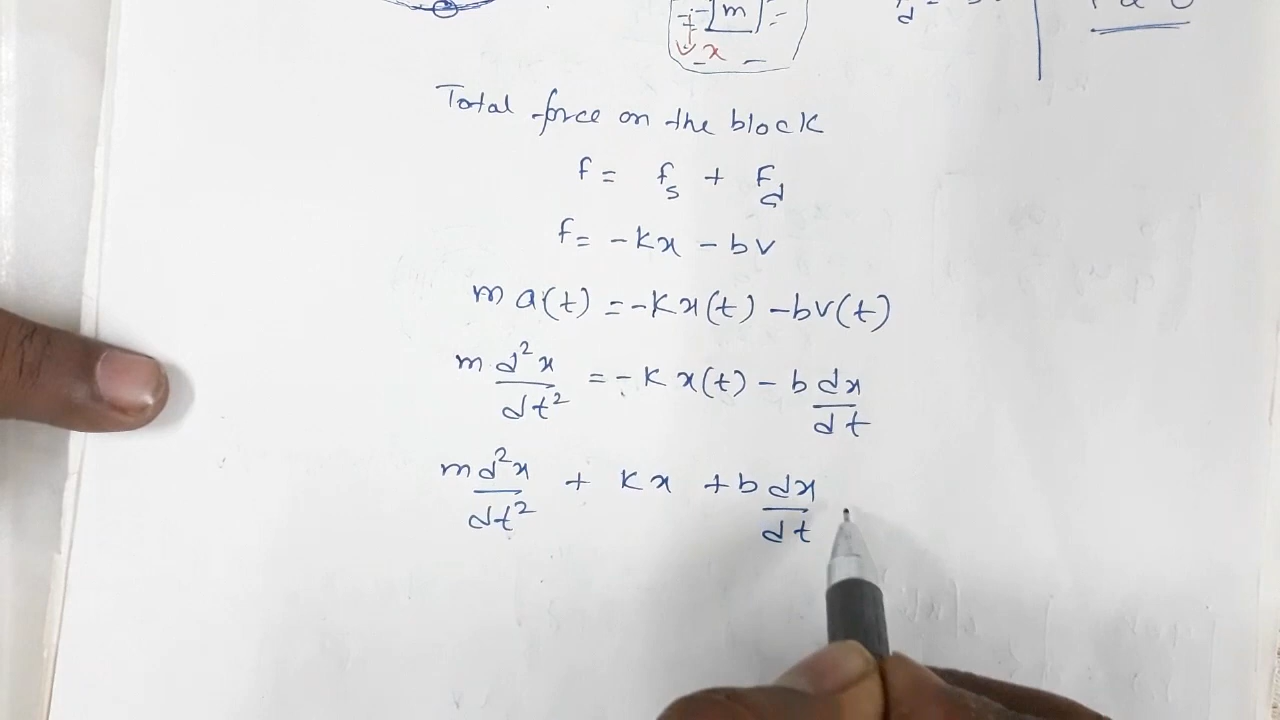 m
x
d
Total force on the block
f = f_s + F_d
f = -kx - bv
m a(t) = -k x(t) - bv(t)
m d²x/dt² = -k x(t) - b dx/dt
m d²x/dt² + kx + b dx/dt